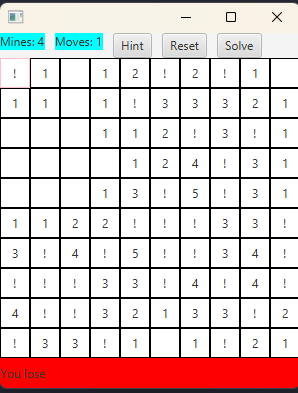 Mines: 4 Moves: 1 Hint Reset Solve
! 1 1 2 ! 2 ! 1
1 1 1 ! 3 3 3 2 1
1 1 2 ! 3 ! 1
1 2 4 ! 3 1
1 3 ! 5 ! 3 1
1 1 2 2 ! ! ! 3 3 !
3 ! 4 ! 5 ! ! 3 4 !
! ! ! 3 3 ! 4 ! 4 !
4 ! ! 3 2 1 3 3 ! 2
! 3 3 ! 1 1 ! 2 1
You lose